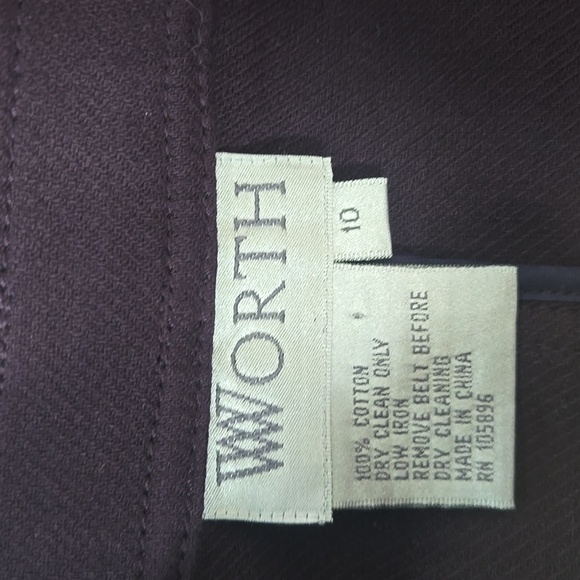 WORTH
10
100% COTTON
DRY CLEAN ONLY
LOW IRON
REMOVE BELT BEFORE
DRY CLEANING
MADE IN CHINA
RN 105896